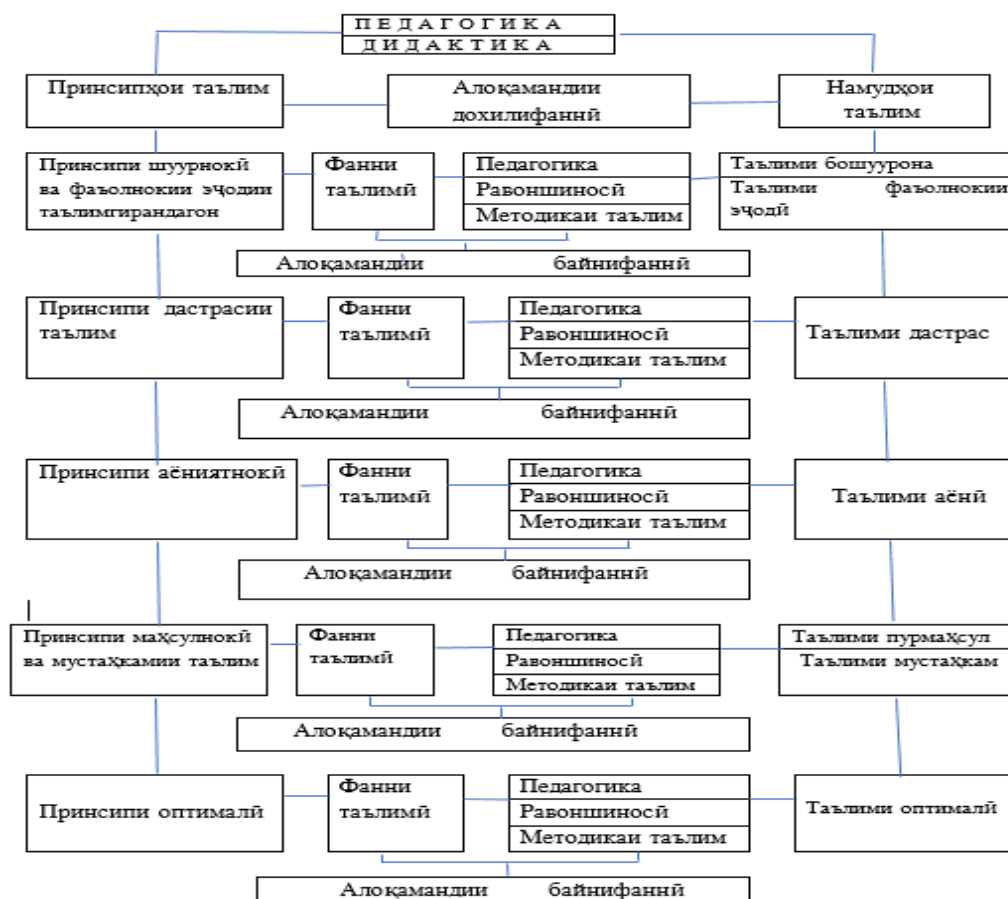 П Е Д А Г О Г И К А
Д И Д А К Т И К А
Принсипҳои таълим
Алоқамандии
дохилифаннӣ
Намудҳои
таълим
Принсипи шуурнокӣ
ва фаъолнокии эҷодии
таълимгирандагон
Фанни
таълимӣ
Педагогика
Равоншиносӣ
Методикаи таълим
Таълими бошуурона
Таълими фаъолнокии
эҷодӣ
Алоқамандии байнифаннӣ
Принсипи дастрасии
таълим
Фанни
таълимӣ
Педагогика
Равоншиносӣ
Методикаи таълим
Таълими дастрас
Алоқамандии байнифаннӣ
Принсипи аёниятнокӣ
Фанни
таълимӣ
Педагогика
Равоншиносӣ
Методикаи таълим
Таълими аёнӣ
Алоқамандии байнифаннӣ
Принсипи маҳсулнокӣ
ва мустаҳкамии таълим
Фанни
таълимӣ
Педагогика
Равоншиносӣ
Методикаи таълим
Таълими пурмаҳсул
Таълими мустаҳкам
Алоқамандии байнифаннӣ
Принсипи оптималӣ
Фанни
таълимӣ
Педагогика
Равоншиносӣ
Методикаи таълим
Таълими оптималӣ
Алоқамандии байнифаннӣ